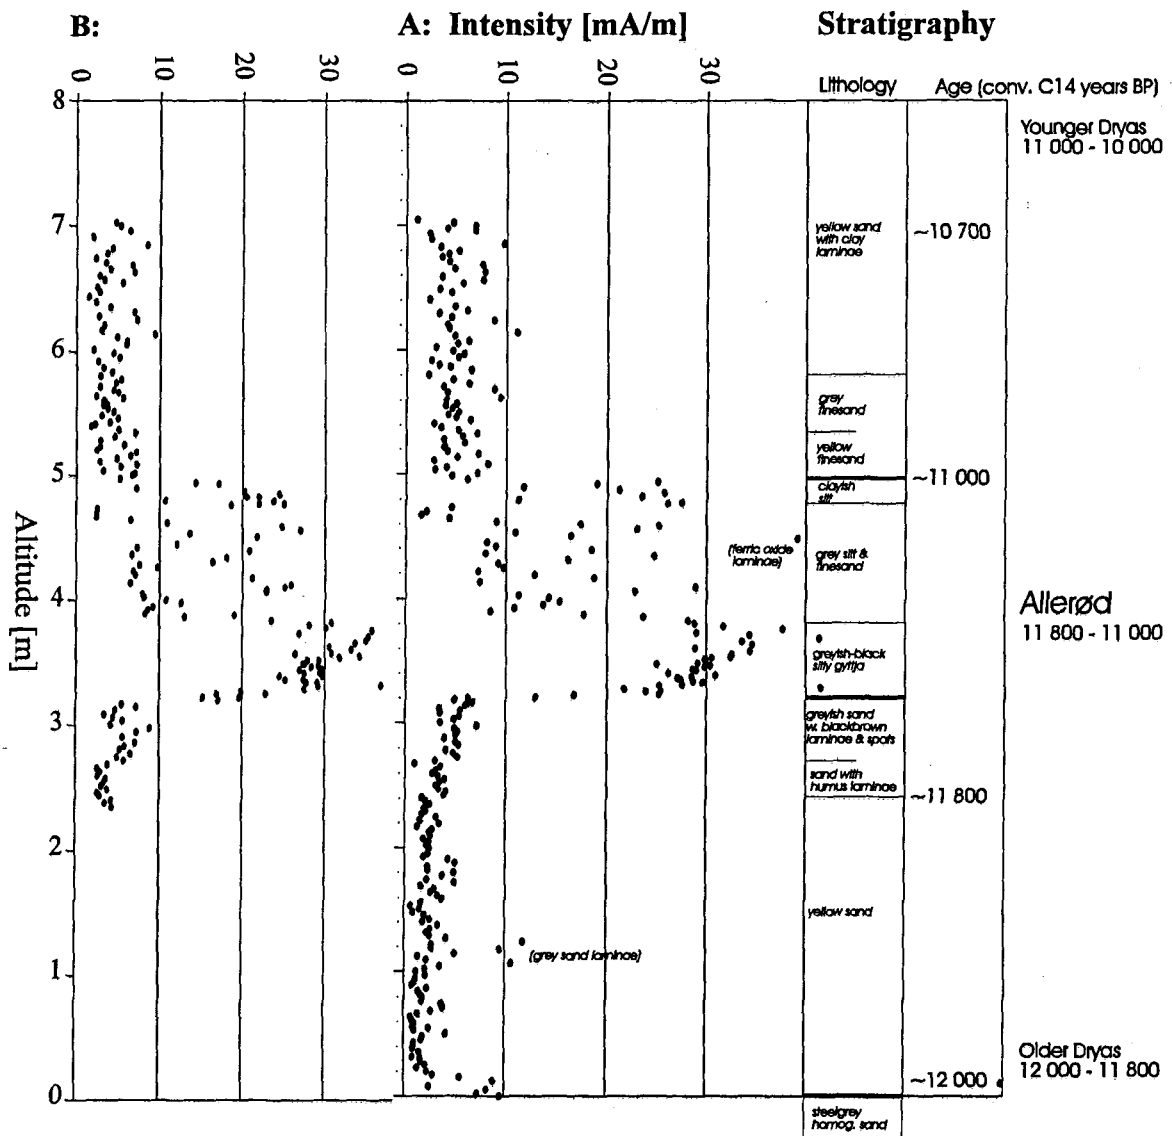 B:
A: Intensity [mA/m]
Stratigraphy
0
10
20
30
0
10
20
30
Lithology
Age (conv. C14 years BP)
8
7
6
5
4
3
2
1
0
Altitude [m]
Younger Dryas
11 000 - 10 000
yellow sand
with clay
laminae
~10 700
grey
finesand
yellow
finesand
~11 000
clayish
silt
(ferric oxide
laminae)
grey silt &
finesand
Allerød
11 800 - 11 000
greyish-black
silty gyttja
greyish sand
w. blackbrown
laminae & spots
sand with
humus laminae
~11 800
yellow sand
(grey sand laminae)
Older Dryas
12 000 - 11 800
~12 000
steelgrey
homog. sand